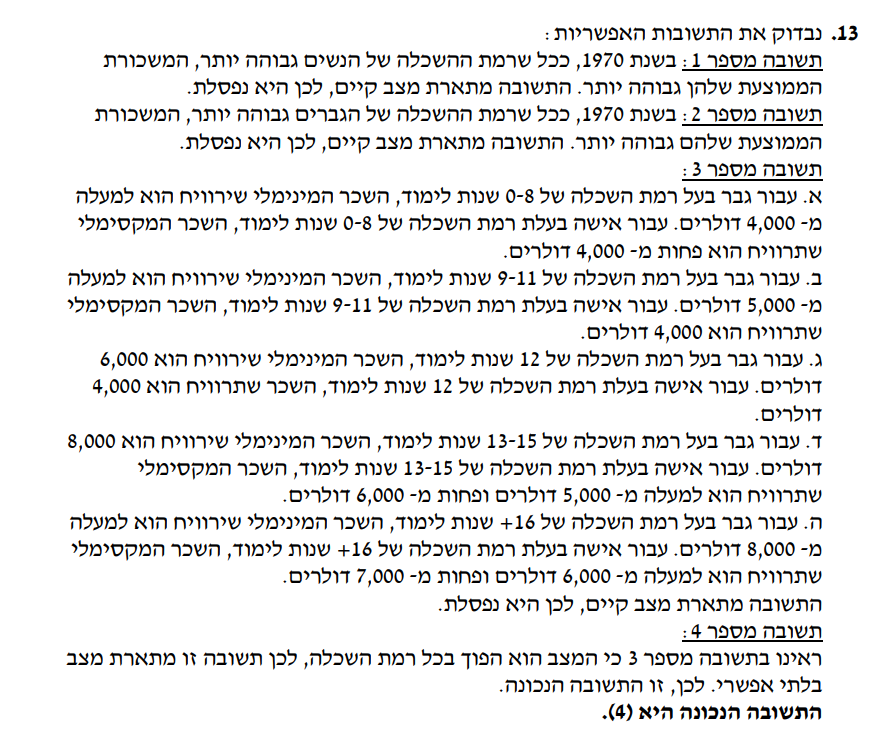 13. נבדוק את התשובות האפשריות :
תשובה מספר 1 : בשנת 1970, ככל שרמת ההשכלה של הנשים גבוהה יותר, המשכורת
הממוצעת שלהן גבוהה יותר. התשובה מתארת מצב קיים, לכן היא נפסלת.
תשובה מספר 2 : בשנת 1970, ככל שרמת ההשכלה של הגברים גבוהה יותר, המשכורת
הממוצעת שלהם גבוהה יותר. התשובה מתארת מצב קיים, לכן היא נפסלת.
תשובה מספר 3 :
א. עבור גבר בעל רמת השכלה של 0-8 שנות לימוד, השכר המינימלי שירוויח הוא למעלה
מ- 4,000 דולרים. עבור אישה בעלת רמת השכלה של 0-8 שנות לימוד, השכר המקסימלי
שתרוויח הוא פחות מ- 4,000 דולרים.
ב. עבור גבר בעל רמת השכלה של 9-11 שנות לימוד, השכר המינימלי שירוויח הוא למעלה
מ- 5,000 דולרים. עבור אישה בעלת רמת השכלה של 9-11 שנות לימוד, השכר המקסימלי
שתרוויח הוא 4,000 דולרים.
ג. עבור גבר בעל רמת השכלה של 12 שנות לימוד, השכר המינימלי שירוויח הוא 6,000
דולרים. עבור אישה בעלת רמת השכלה של 12 שנות לימוד, השכר שתרוויח הוא 4,000
דולרים.
ד. עבור גבר בעל רמת השכלה של 13-15 שנות לימוד, השכר המינימלי שירוויח הוא 8,000
דולרים. עבור אישה בעלת רמת השכלה של 13-15 שנות לימוד, השכר המקסימלי
שתרוויח הוא למעלה מ- 5,000 דולרים ופחות מ- 6,000 דולרים.
ה. עבור גבר בעל רמת השכלה של 16+ שנות לימוד, השכר המינימלי שירוויח הוא למעלה
מ- 8,000 דולרים. עבור אישה בעלת רמת השכלה של 16+ שנות לימוד, השכר המקסימלי
שתרוויח הוא למעלה מ- 6,000 דולרים ופחות מ- 7,000 דולרים.
התשובה מתארת מצב קיים, לכן היא נפסלת.
תשובה מספר 4 :
ראינו בתשובה מספר 3 כי המצב הוא הפוך בכל רמת השכלה, לכן תשובה זו מתארת מצב
בלתי אפשרי. לכן, זו התשובה הנכונה.
התשובה הנכונה היא (4).